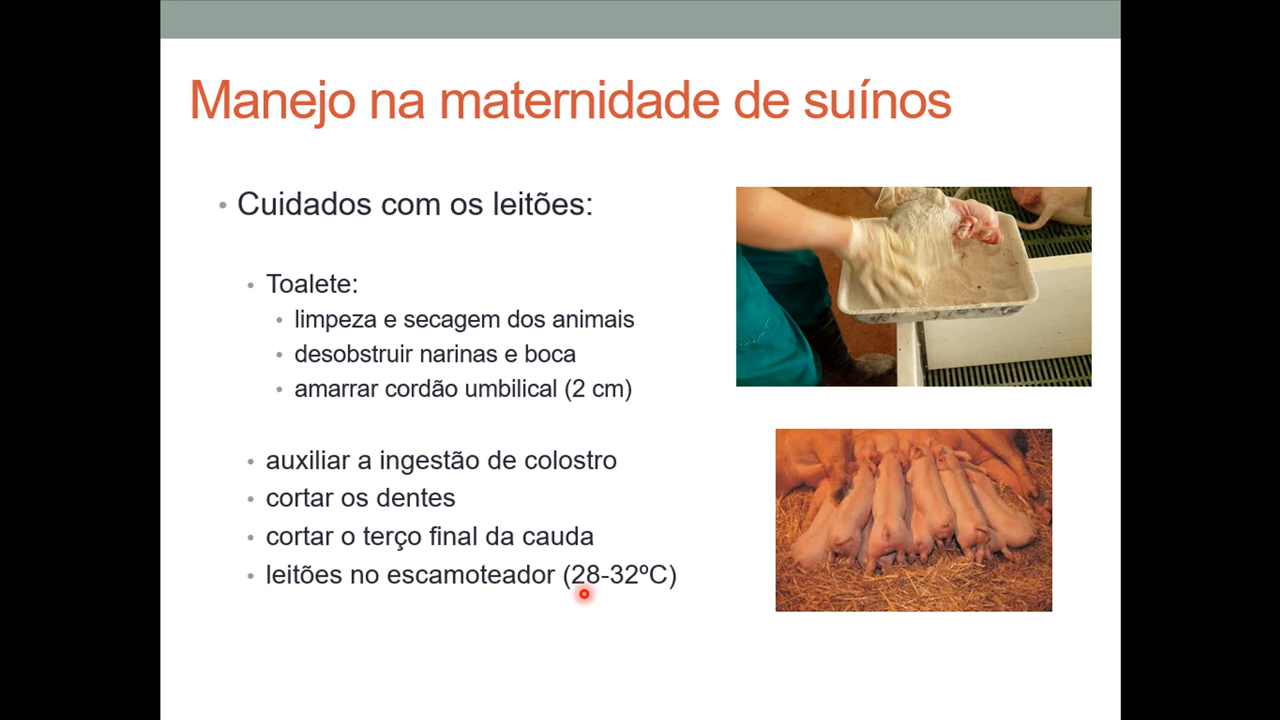 Manejo na maternidade de suínos
• Cuidados com os leitões:
• Toalete:
• limpeza e secagem dos animais
• desobstruir narinas e boca
• amarrar cordão umbilical (2 cm)
• auxiliar a ingestão de colostro
• cortar os dentes
• cortar o terço final da cauda
• leitões no escamoteador (28-32ºC)